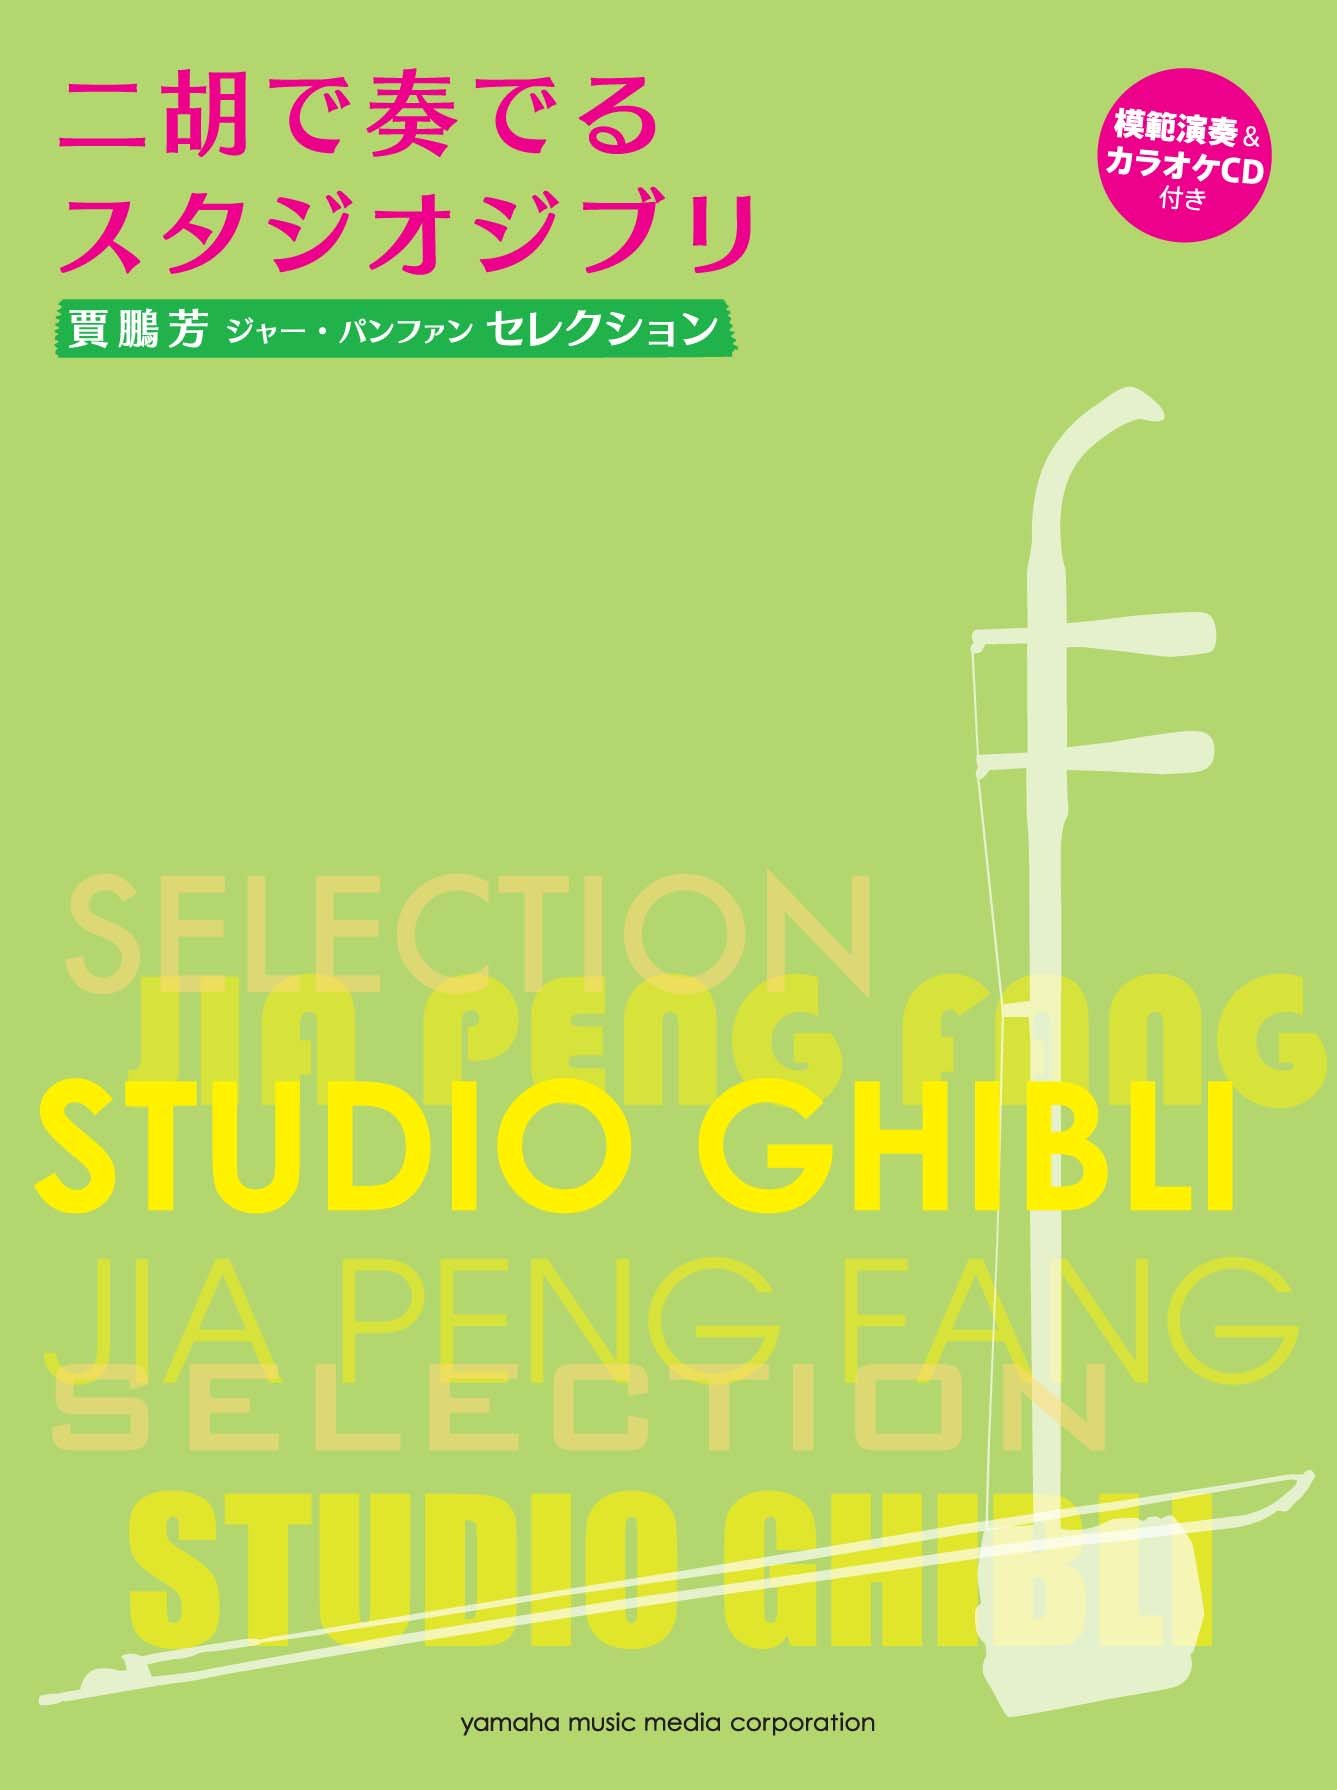 二胡で奏でる
スタジオジブリ
賈鵬芳 ジャー・パンファン セレクション
模範演奏&
カラオケCD
付き
SELECTION
JIA PENG FANG
STUDIO GHIBLI
JIA PENG FANG
SELECTION
STUDIO GHIBLI
yamaha music media corporation